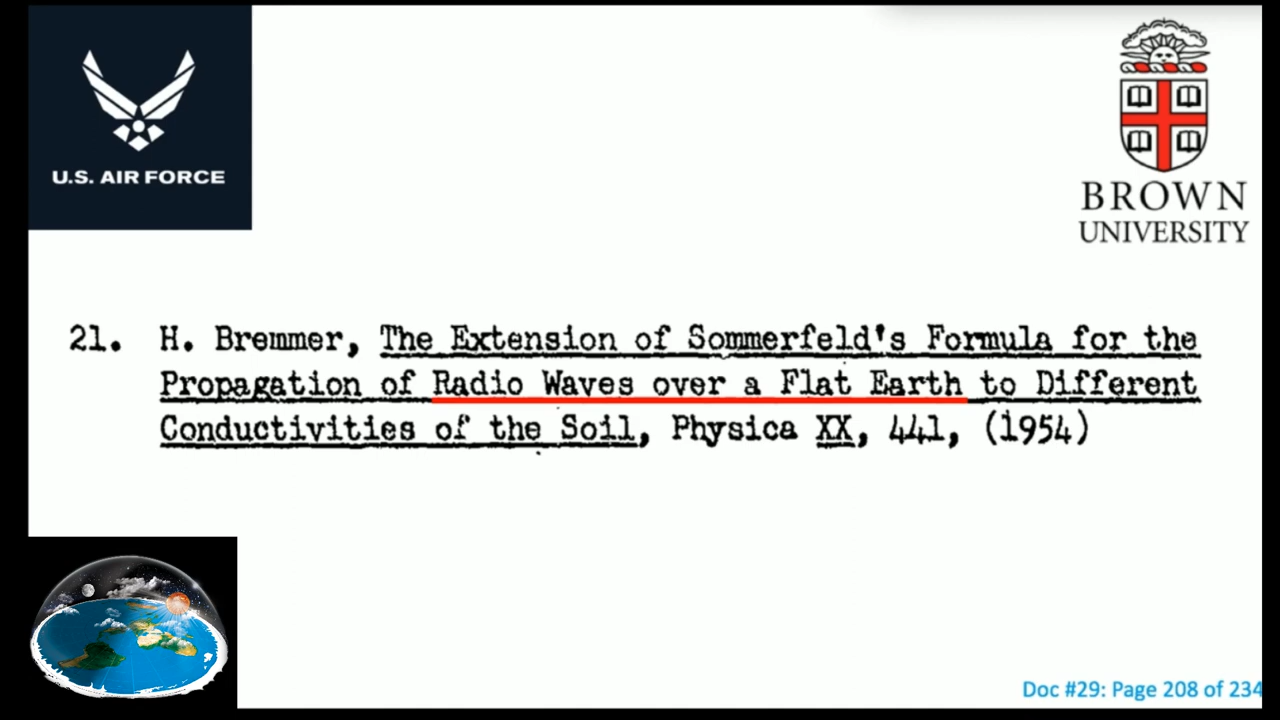 U.S. AIR FORCE
BROWN
UNIVERSITY
21. H. Bremmer, The Extension of Sommerfeld's Formula for the
Propagation of Radio Waves over a Flat Earth to Different
Conductivities of the Soil, Physica XX, 441, (1954)
Doc #29: Page 208 of 234